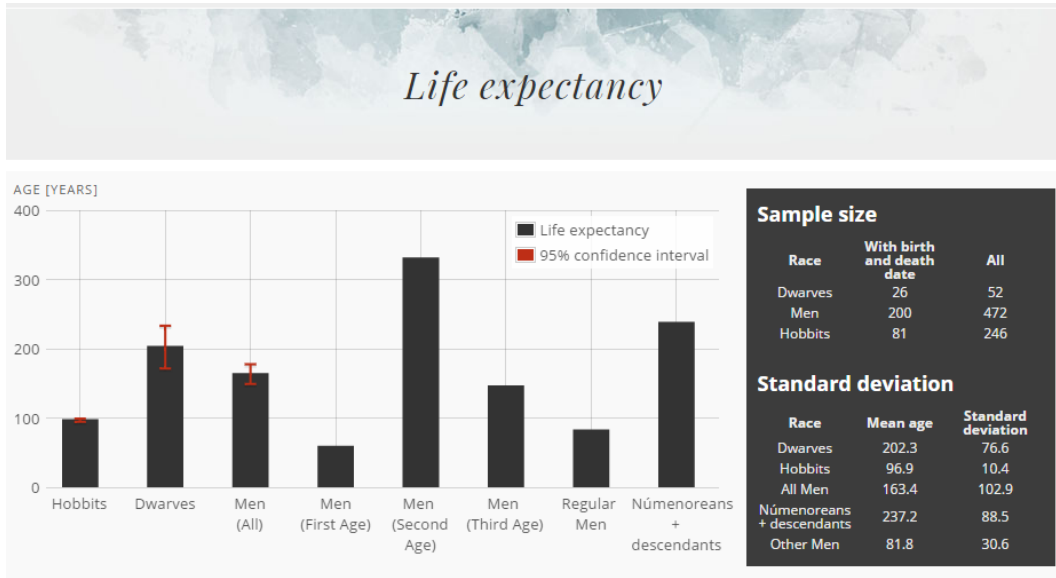 Life expectancy
AGE [YEARS]
400
300
200
100
0
Life expectancy
95% confidence interval
Hobbits
Dwarves
Men
(All)
Men
(First Age)
Men
(Second
Age)
Men
(Third Age)
Regular
Men
Númenoreans
+
descendants
Sample size
Race With birth and death date All
Dwarves 26 52
Men 200 472
Hobbits 81 246
Standard deviation
Race Mean age Standard deviation
Dwarves 202.3 76.6
Hobbits 96.9 10.4
All Men 163.4 102.9
Númenoreans + descendants 237.2 88.5
Other Men 81.8 30.6